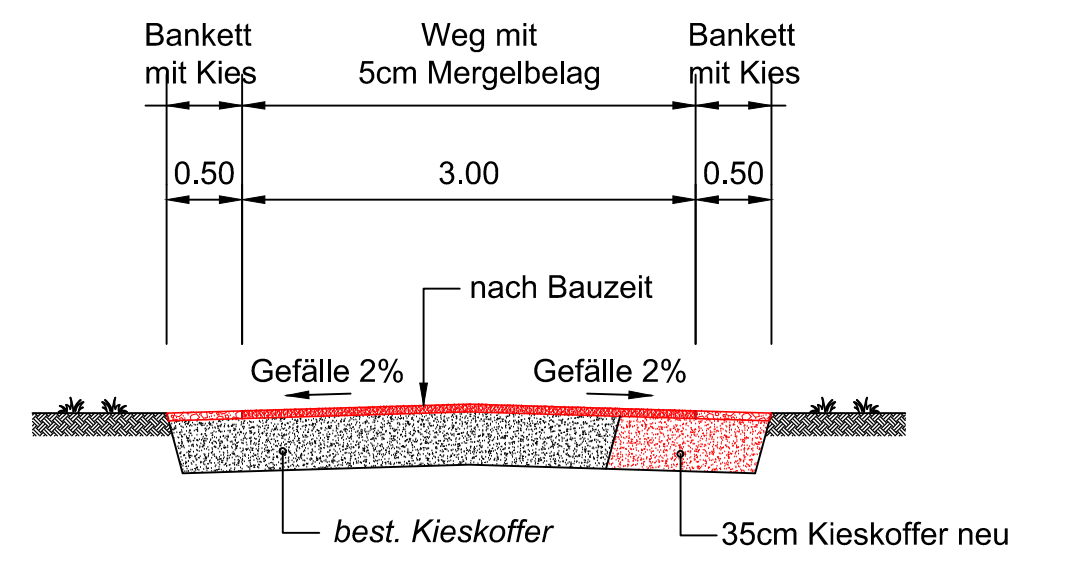 Bankett
mit Kies
Weg mit
5cm Mergelbelag
Bankett
mit Kies
0.50
3.00
0.50
nach Bauzeit
Gefälle 2%
Gefälle 2%
best. Kieskoffer
35cm Kieskoffer neu